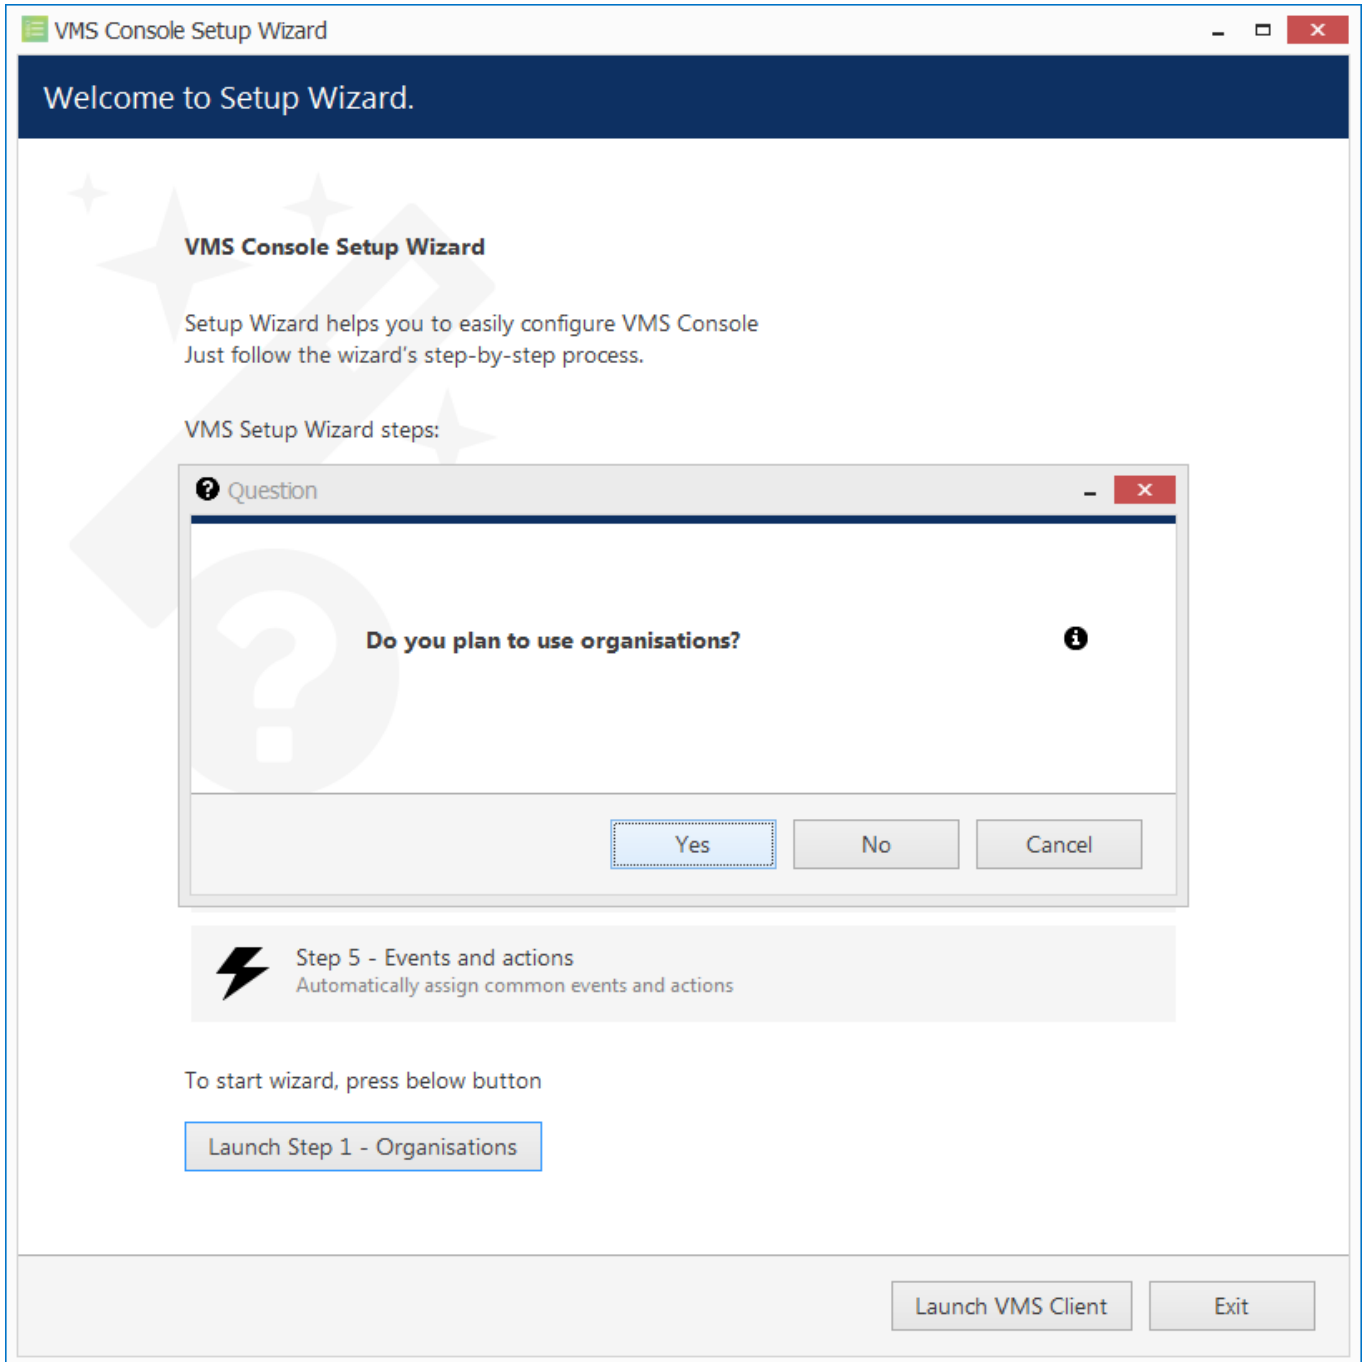 VMS Console Setup Wizard
Welcome to Setup Wizard.
VMS Console Setup Wizard
Setup Wizard helps you to easily configure VMS Console
Just follow the wizard's step-by-step process.
VMS Setup Wizard steps:
Question
Do you plan to use organisations?
Yes
No
Cancel
Step 5 - Events and actions
Automatically assign common events and actions
To start wizard, press below button
Launch Step 1 - Organisations
Launch VMS Client
Exit